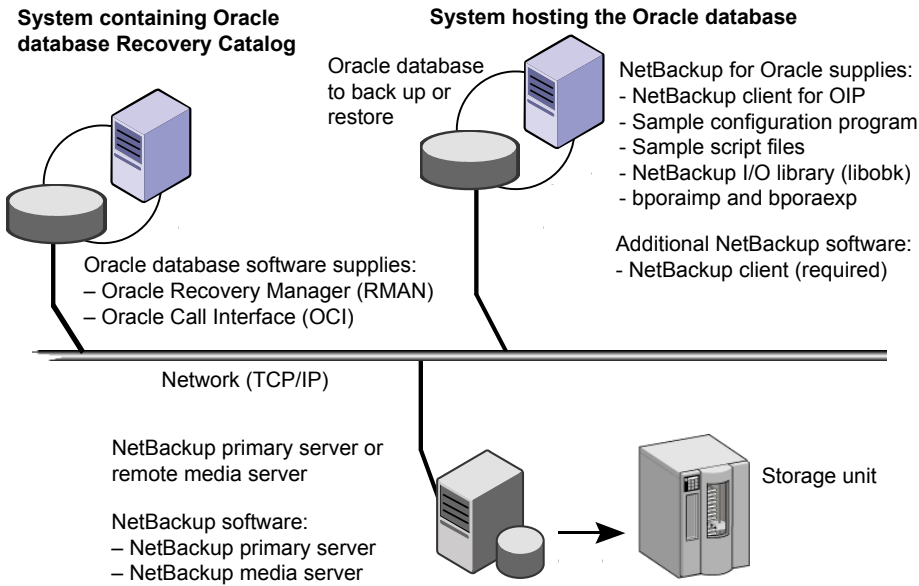 System containing Oracle
database Recovery Catalog
System hosting the Oracle database
Oracle database
to back up or
restore
NetBackup for Oracle supplies:
- NetBackup client for OIP
- Sample configuration program
- Sample script files
- NetBackup I/O library (libobk)
- bporaimp and bporaexp
Additional NetBackup software:
- NetBackup client (required)
Oracle database software supplies:
– Oracle Recovery Manager (RMAN)
– Oracle Call Interface (OCI)
Network (TCP/IP)
NetBackup primary server or
remote media server
NetBackup software:
– NetBackup primary server
– NetBackup media server
Storage unit